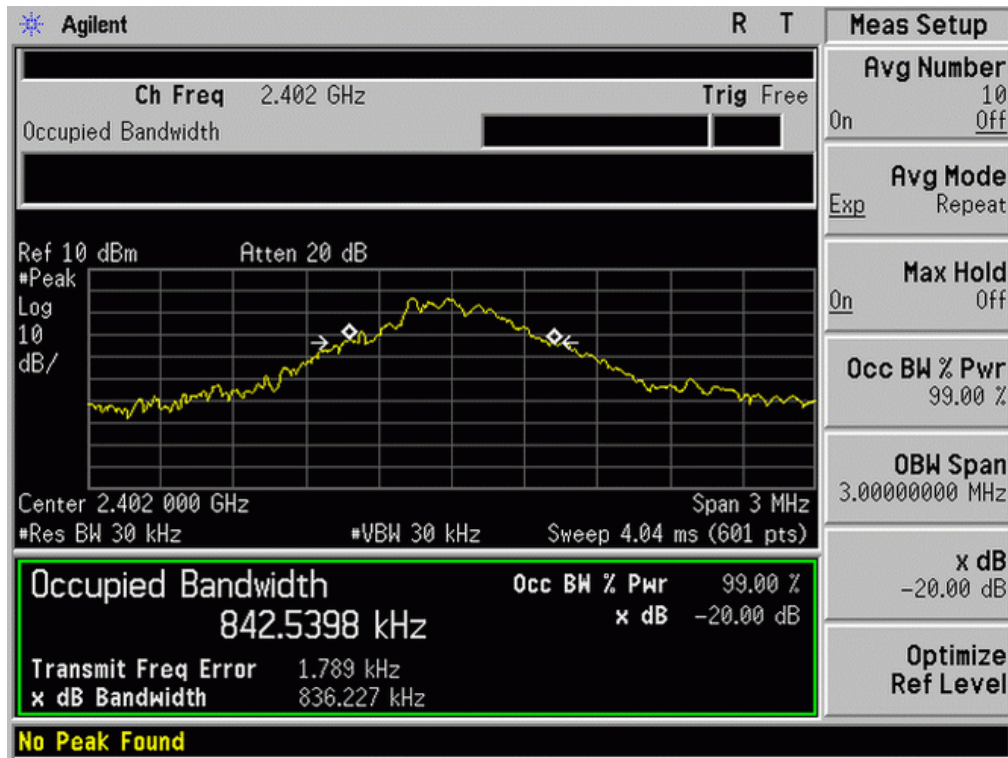 Agilent R T
Ch Freq 2.402 GHz Trig Free
Occupied Bandwidth
Ref 10 dBm Atten 20 dB
#Peak
Log
10
dB/
Center 2.402 000 GHz Span 3 MHz
#Res BW 30 kHz #VBW 30 kHz Sweep 4.04 ms (601 pts)
Occupied Bandwidth Occ BW % Pwr 99.00 %
842.5398 kHz x dB -20.00 dB
Transmit Freq Error 1.789 kHz
x dB Bandwidth 836.227 kHz
No Peak Found
Meas Setup
Avg Number
10
On Off
Avg Mode
Exp Repeat
Max Hold
On Off
Occ BW % Pwr
99.00 %
OBW Span
3.00000000 MHz
x dB
-20.00 dB
Optimize
Ref Level